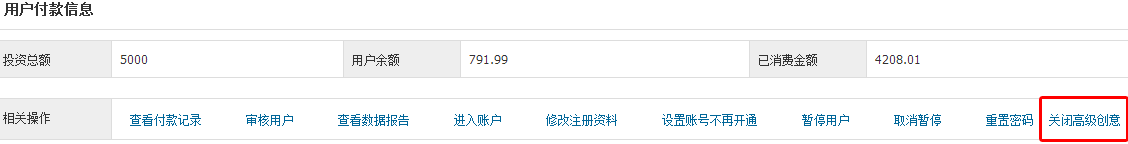 用户付款信息
投资总额 5000 用户余额 791.99 已消费金额 4208.01
相关操作 查看付款记录 审核用户 查看数据报告 进入账户 修改注册资料 设置账号不再开通 暂停用户 取消暂停 重置密码 关闭高级创意